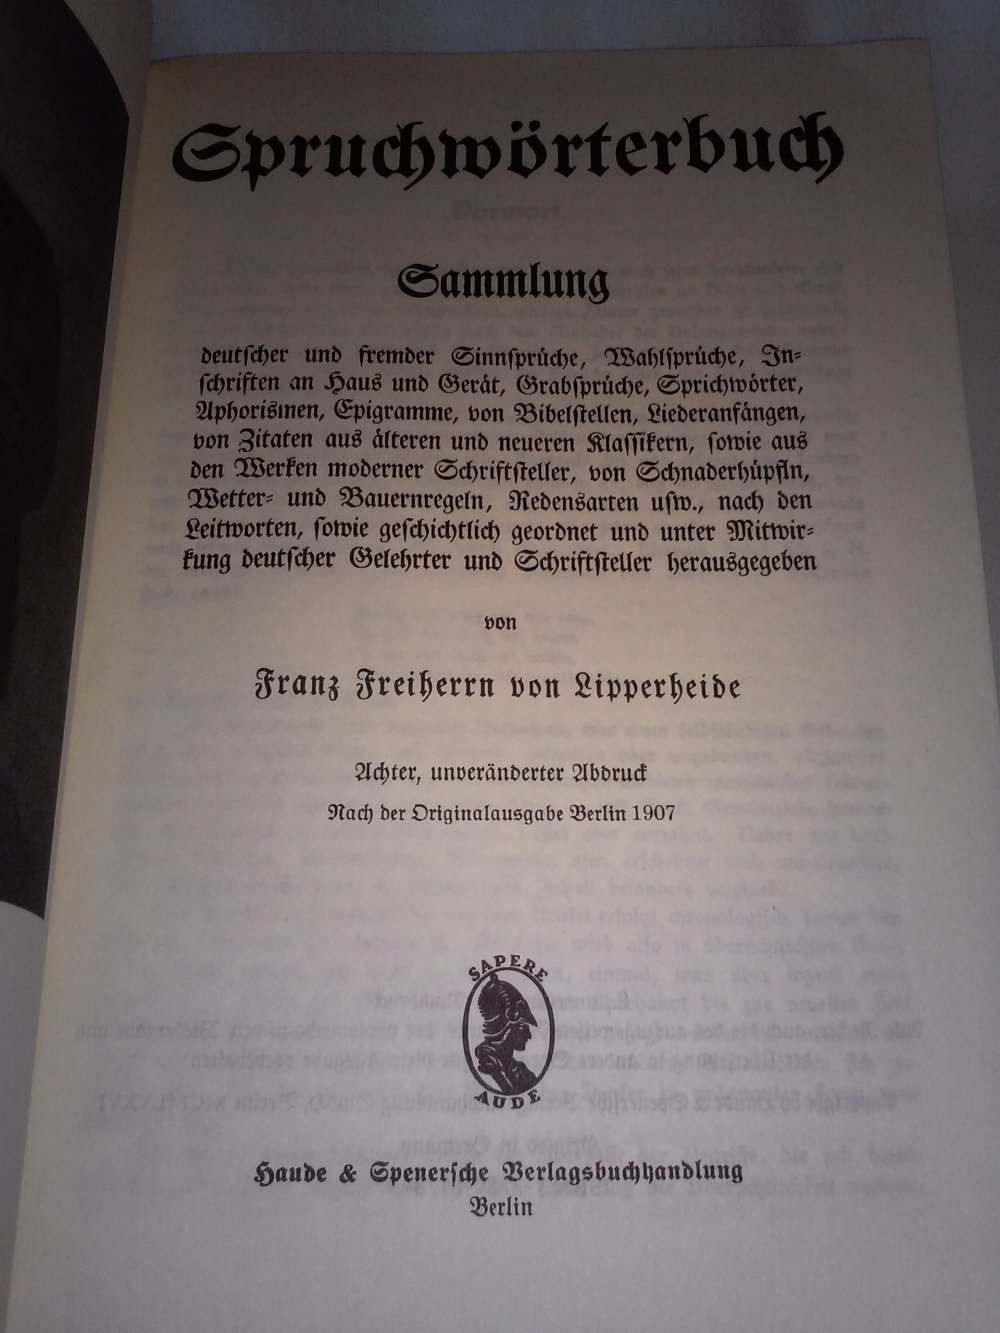 Spruchwörterbuch
Sammlung
deutscher und fremder Sinnsprüche, Wahlsprüche, In-
schriften an Haus und Gerät, Grabsprüche, Sprichwörter,
Aphorismen, Epigramme, von Bibelstellen, Liederanfängen,
von Zitaten aus älteren und neueren Klassikern, sowie aus
den Werken moderner Schriftsteller, von Schnaderhüpfln,
Wetter- und Bauernregeln, Redensarten usw., nach den
Leitworten, sowie geschichtlich geordnet und unter Mitwir-
kung deutscher Gelehrter und Schriftsteller herausgegeben
von
Franz Freiherrn von Lipperheide
Achter, unveränderter Abdruck
Nach der Originalausgabe Berlin 1907
SAPERE
AUDE
Haude & Spenersche Verlagsbuchhandlung
Berlin